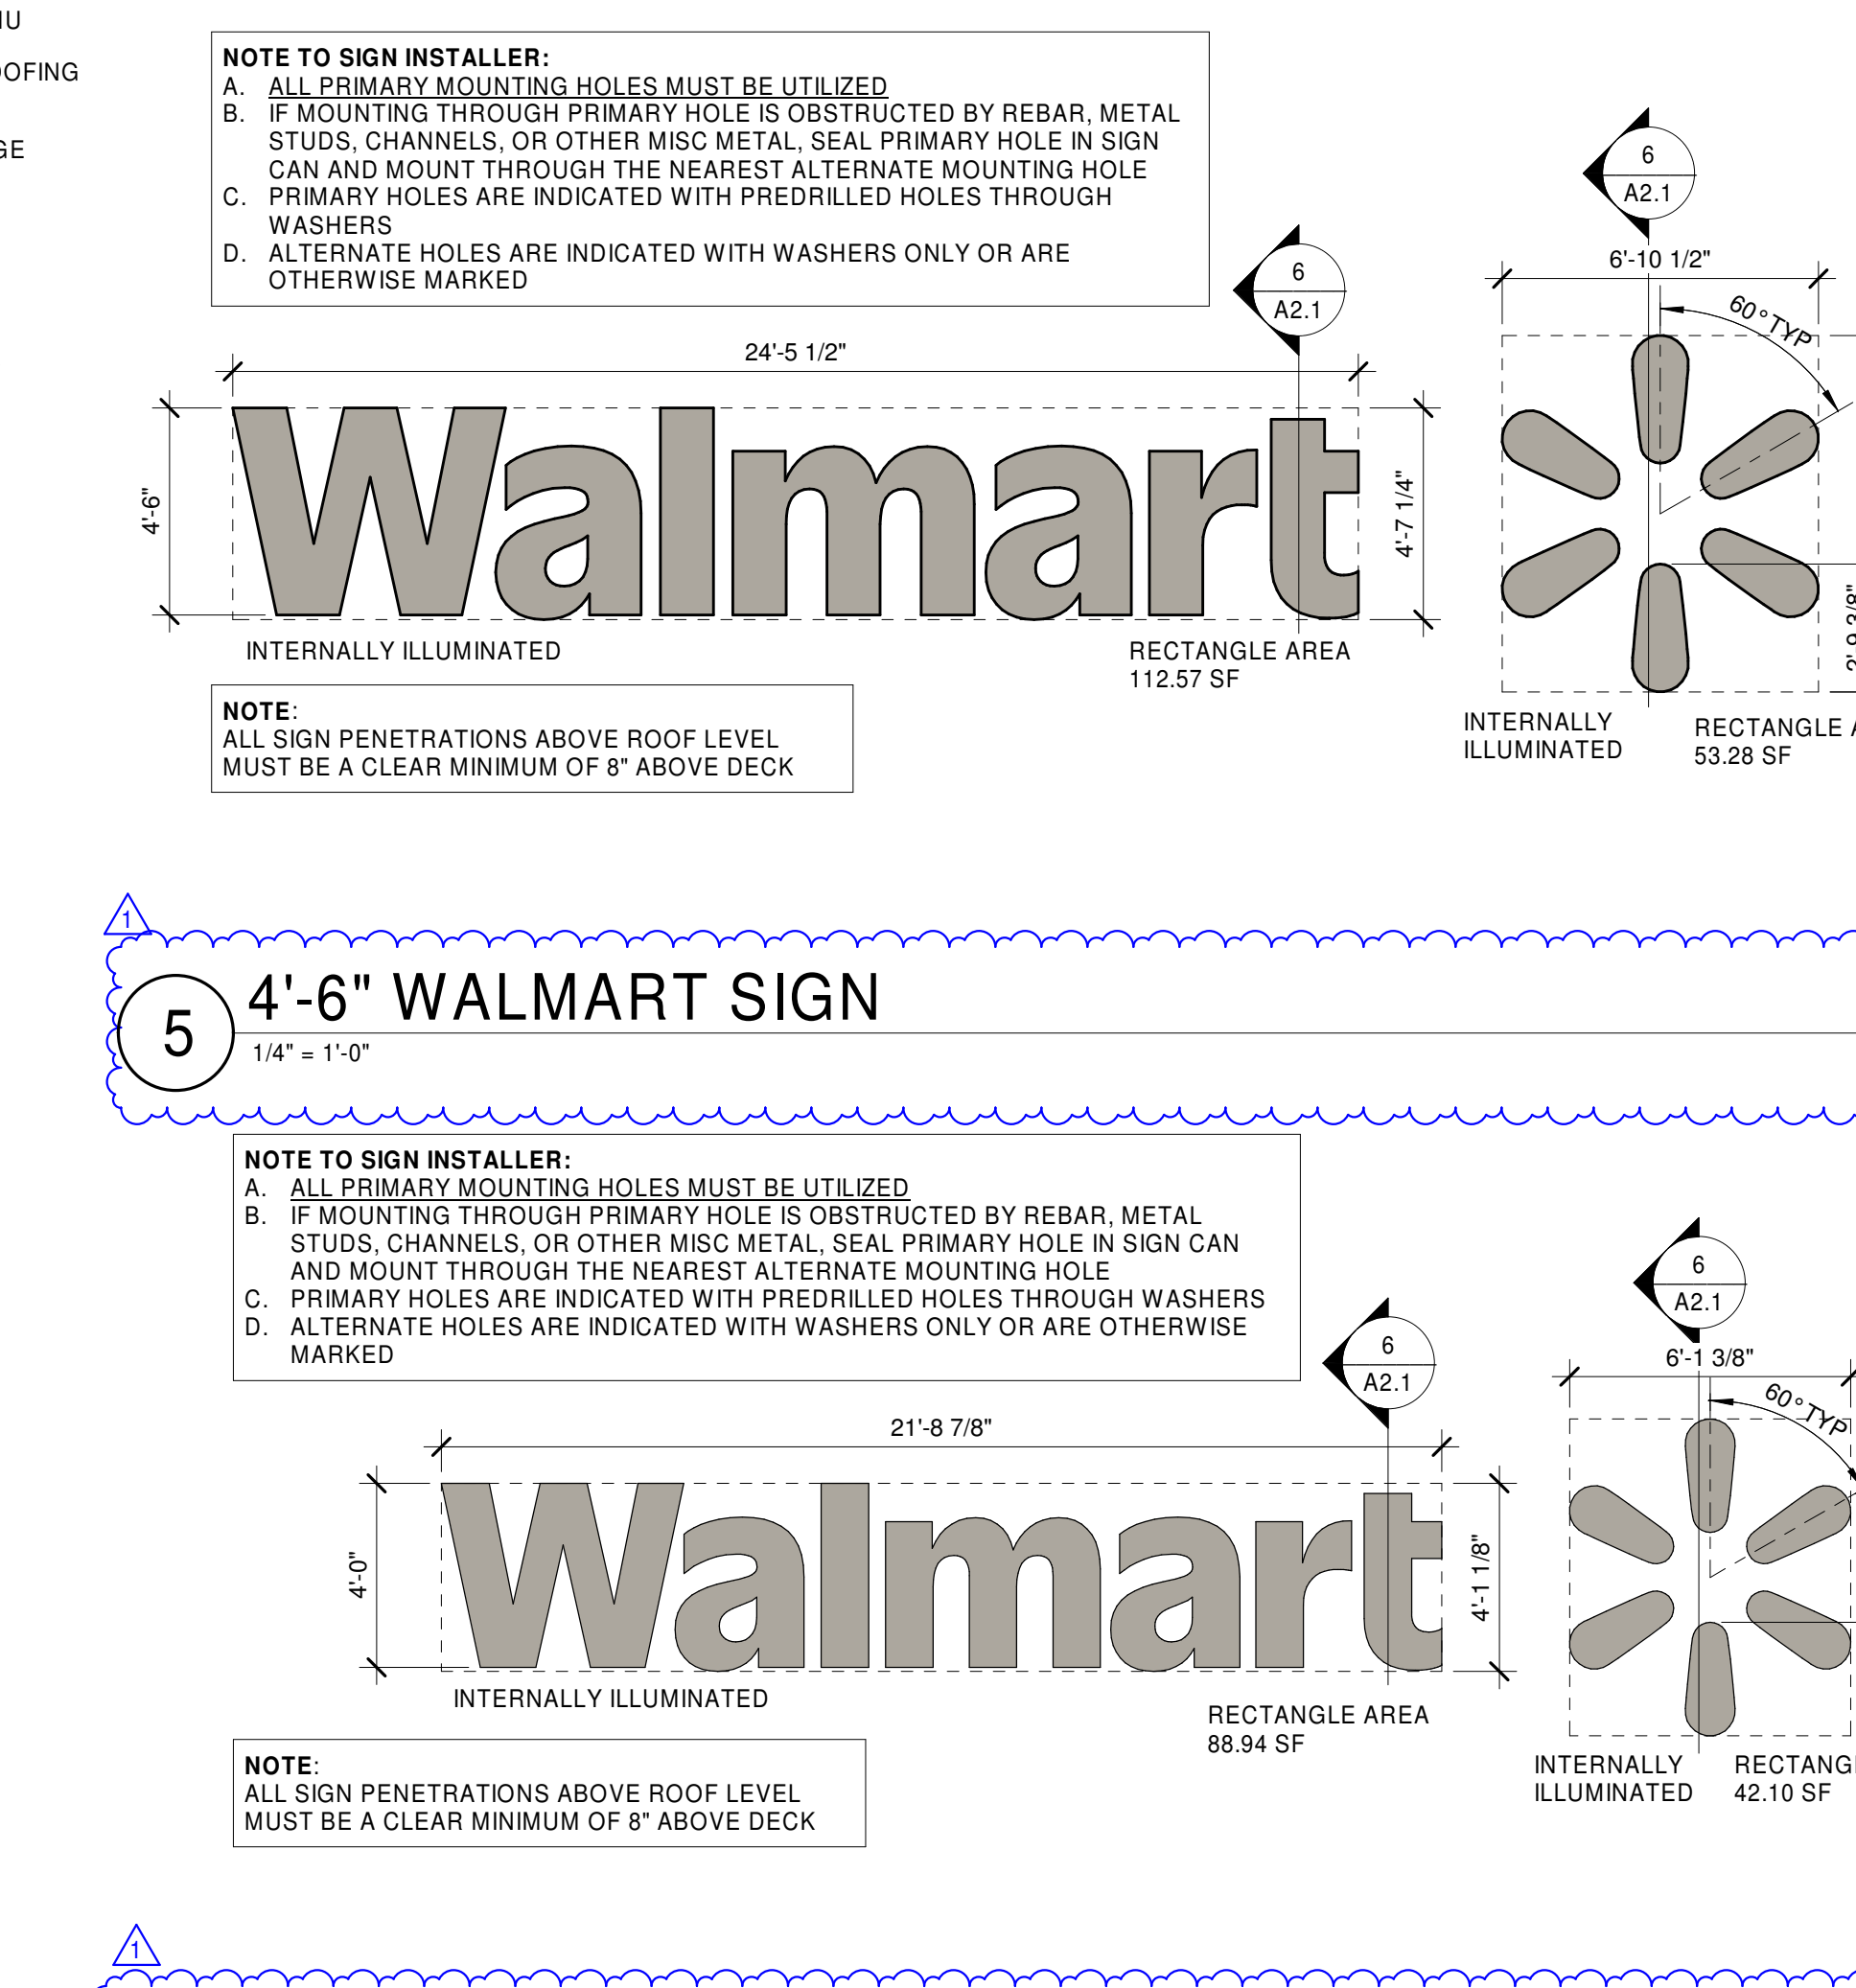 NOTE TO SIGN INSTALLER:
A. ALL PRIMARY MOUNTING HOLES MUST BE UTILIZED
B. IF MOUNTING THROUGH PRIMARY HOLE IS OBSTRUCTED BY REBAR, METAL
STUDS, CHANNELS, OR OTHER MISC METAL, SEAL PRIMARY HOLE IN SIGN
CAN AND MOUNT THROUGH THE NEAREST ALTERNATE MOUNTING HOLE
C. PRIMARY HOLES ARE INDICATED WITH PREDRILLED HOLES THROUGH
WASHERS
D. ALTERNATE HOLES ARE INDICATED WITH WASHERS ONLY OR ARE
OTHERWISE MARKED
6
A2.1
6
A2.1
24'-5 1/2"
6'-10 1/2"
60° TYP
4'-6"
Walmart
4'-7 1/4"
2'-9 3/8"
INTERNALLY ILLUMINATED
RECTANGLE AREA
112.57 SF
INTERNALLY
ILLUMINATED
RECTANGLE
53.28 SF
NOTE:
ALL SIGN PENETRATIONS ABOVE ROOF LEVEL
MUST BE A CLEAR MINIMUM OF 8" ABOVE DECK
1
5
4'-6" WALMART SIGN
1/4" = 1'-0"
NOTE TO SIGN INSTALLER:
A. ALL PRIMARY MOUNTING HOLES MUST BE UTILIZED
B. IF MOUNTING THROUGH PRIMARY HOLE IS OBSTRUCTED BY REBAR, METAL
STUDS, CHANNELS, OR OTHER MISC METAL, SEAL PRIMARY HOLE IN SIGN CAN
AND MOUNT THROUGH THE NEAREST ALTERNATE MOUNTING HOLE
C. PRIMARY HOLES ARE INDICATED WITH PREDRILLED HOLES THROUGH WASHERS
D. ALTERNATE HOLES ARE INDICATED WITH WASHERS ONLY OR ARE OTHERWISE
MARKED
6
A2.1
6
A2.1
21'-8 7/8"
6'-1 3/8"
60° TYP
4'-0"
Walmart
4'-1 1/8"
INTERNALLY ILLUMINATED
RECTANGLE AREA
88.94 SF
INTERNALLY
ILLUMINATED
42.10 SF
NOTE:
ALL SIGN PENETRATIONS ABOVE ROOF LEVEL
MUST BE A CLEAR MINIMUM OF 8" ABOVE DECK
1